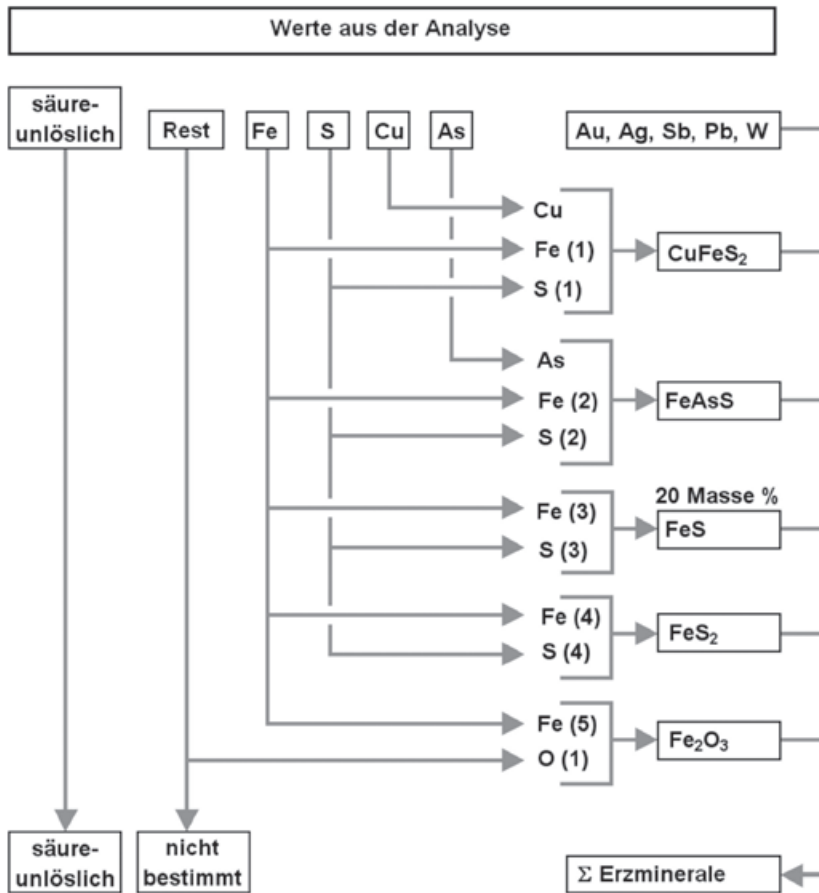 Werte aus der Analyse
säure-
unlöslich
Rest
Fe
S
Cu
As
Au, Ag, Sb, Pb, W
Cu
Fe (1)
S (1)
CuFeS₂
As
Fe (2)
S (2)
FeAsS
20 Masse %
Fe (3)
S (3)
FeS
Fe (4)
S (4)
FeS₂
Fe (5)
O (1)
Fe₂O₃
säure-
unlöslich
nicht
bestimmt
Σ Erzminerale